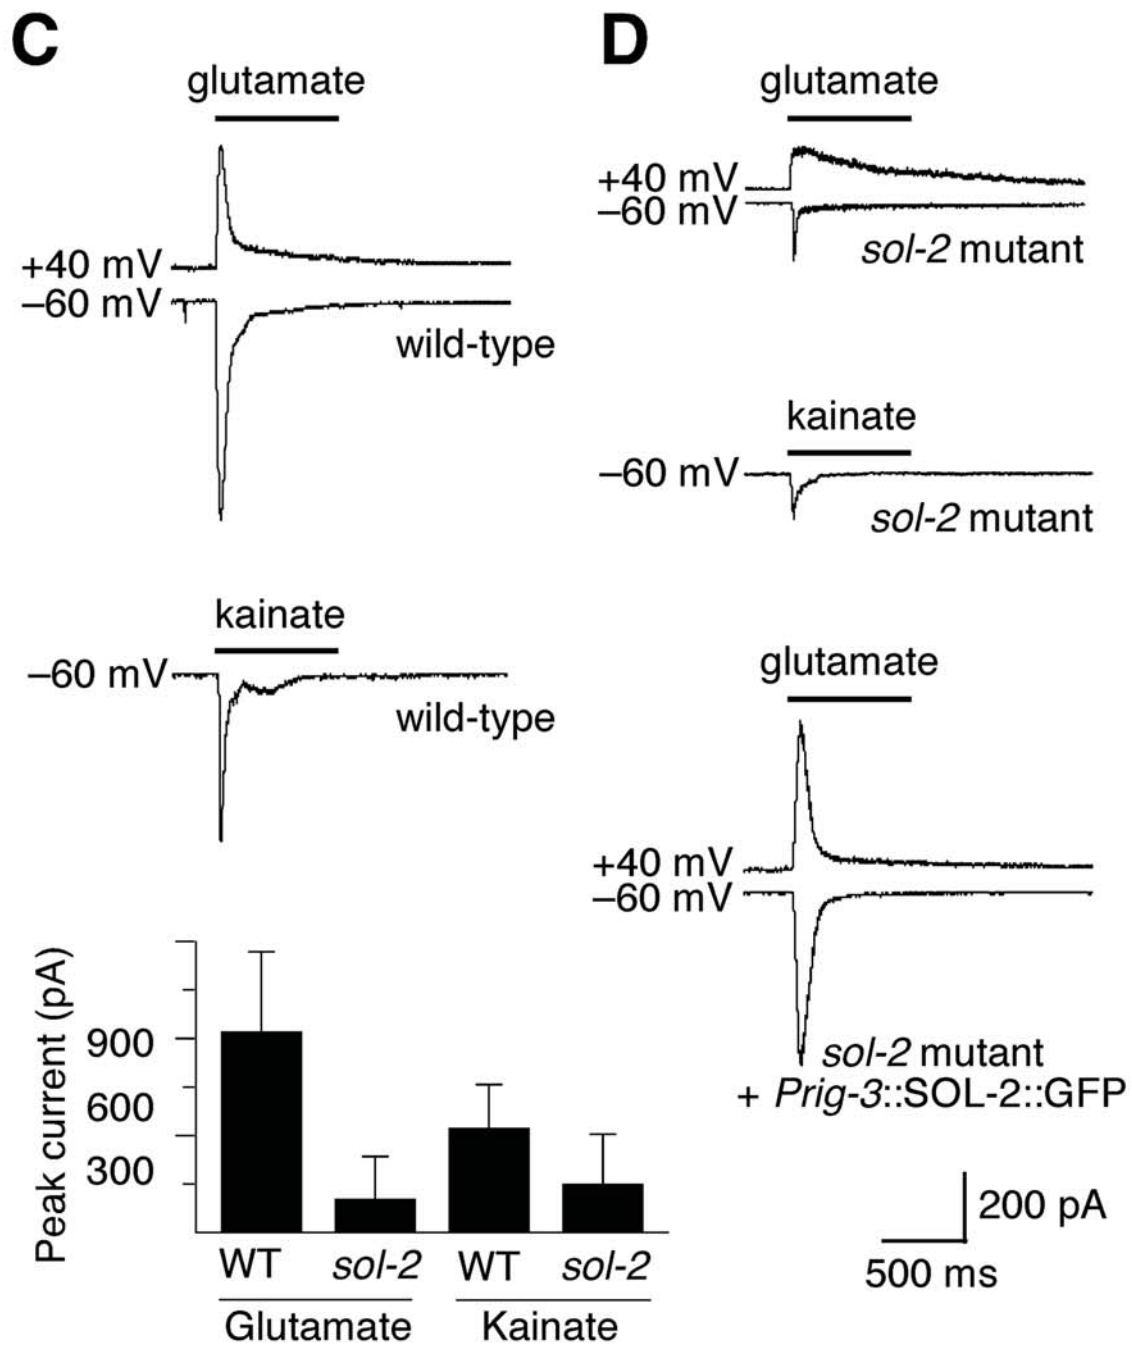 C
glutamate
+40 mV
–60 mV
wild-type
kainate
–60 mV
wild-type
Peak current (pA)
900
600
300
WT
sol-2
WT
sol-2
Glutamate
Kainate
D
glutamate
+40 mV
–60 mV
sol-2 mutant
kainate
–60 mV
sol-2 mutant
glutamate
+40 mV
–60 mV
sol-2 mutant
+ Prig-3::SOL-2::GFP
200 pA
500 ms